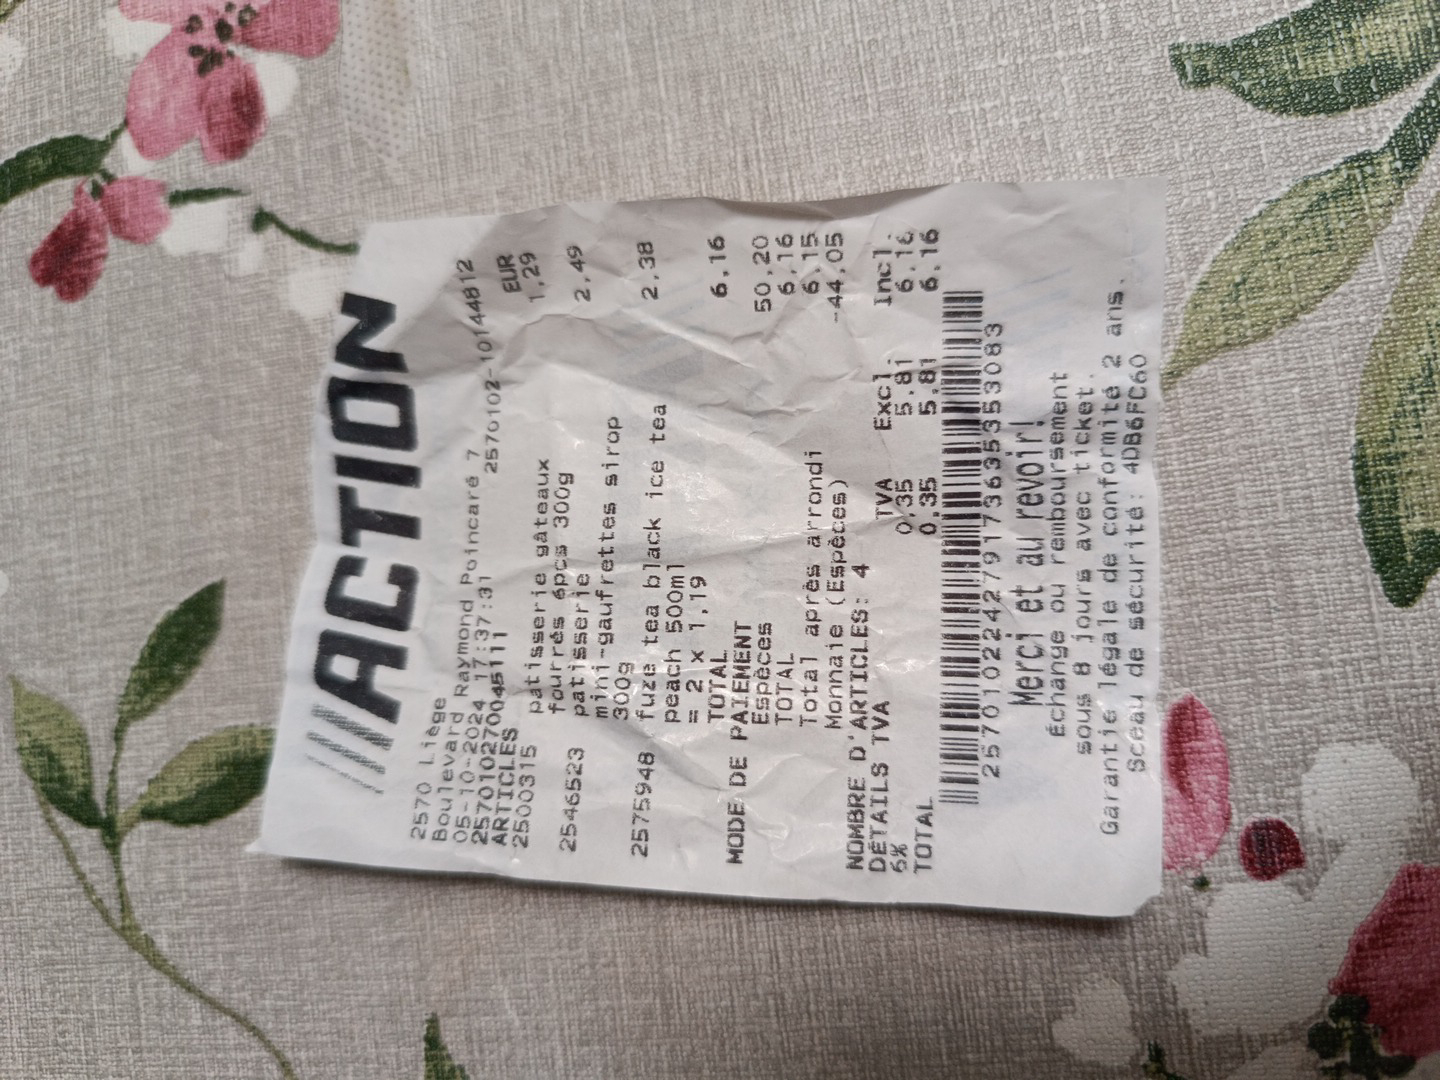 ACTION
2570 Liège
Boulevard Raymond Poincaré 7
05-10-2024 17:37:31 2570102-10144812
2570102700045111
ARTICLES EUR
2500315 patisserie gâteaux 1,29
fourrés 6pcs 300g
2546523 patisserie 2,49
mini-gaufrettes sirop
300g
2575948 fuze tea black ice tea 2,38
peach 500ml
= 2 x 1,19
TOTAL 6,16
MODE DE PAIEMENT
Espèces 50,20
TOTAL 6,16
Total après arrondi 6,15
Monnaie (Espèces) -44,05
NOMBRE D'ARTICLES: 4
DÉTAILS TVA TVA Excl. Incl.
6% 0,35 5,81 6,16
TOTAL 0,35 5,81 6,16
257010224279173635353083
Merci et au revoir!
Échange ou remboursement
sous 8 jours avec ticket.
Garantie légale de conformité 2 ans.
Sceau de sécurité: 4DB6FC60